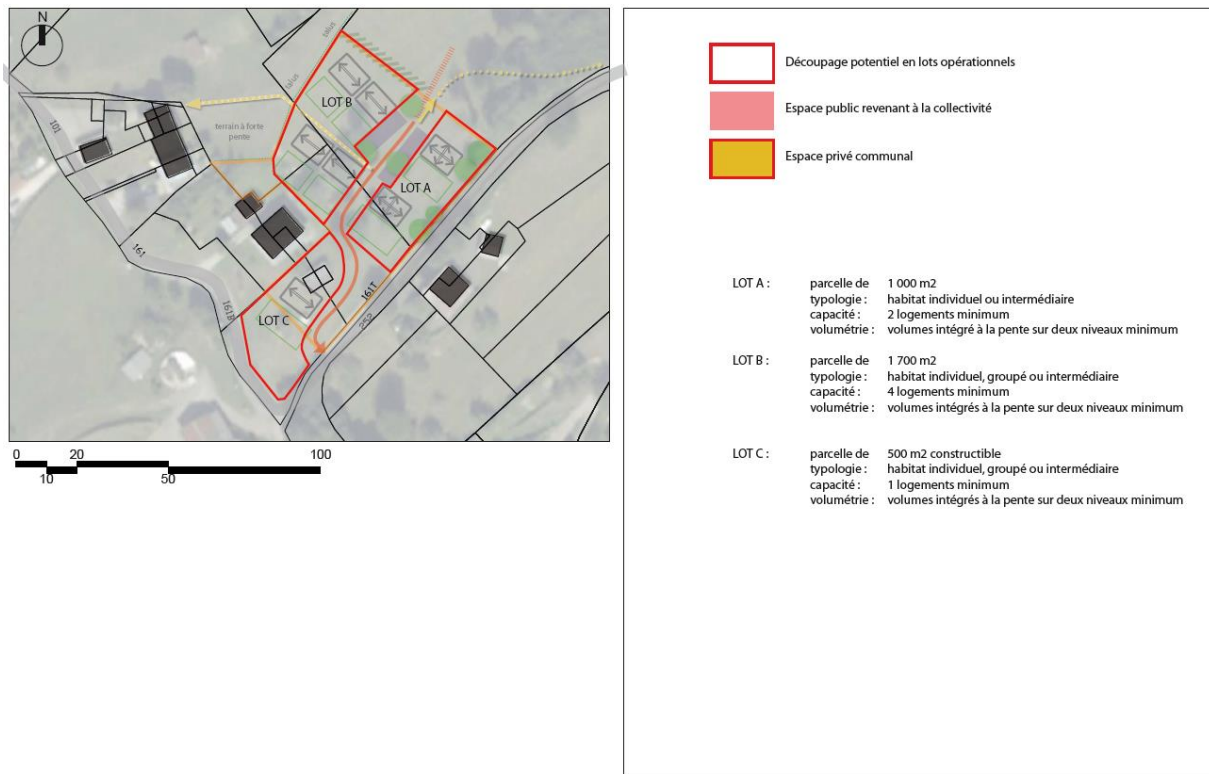 N
talus
talus
LOT B
terrain à forte
pente
101
LOT A
161
161B
161T
252
LOT C
0 20 100
10 50
Découpage potentiel en lots opérationnels
Espace public revenant à la collectivité
Espace privé communal
LOT A : parcelle de 1 000 m2
typologie : habitat individuel ou intermédiaire
capacité : 2 logements minimum
volumétrie : volumes intégré à la pente sur deux niveaux minimum
LOT B : parcelle de 1 700 m2
typologie : habitat individuel, groupé ou intermédiaire
capacité : 4 logements minimum
volumétrie : volumes intégrés à la pente sur deux niveaux minimum
LOT C : parcelle de 500 m2 constructible
typologie : habitat individuel, groupé ou intermédiaire
capacité : 1 logements minimum
volumétrie : volumes intégrés à la pente sur deux niveaux minimum